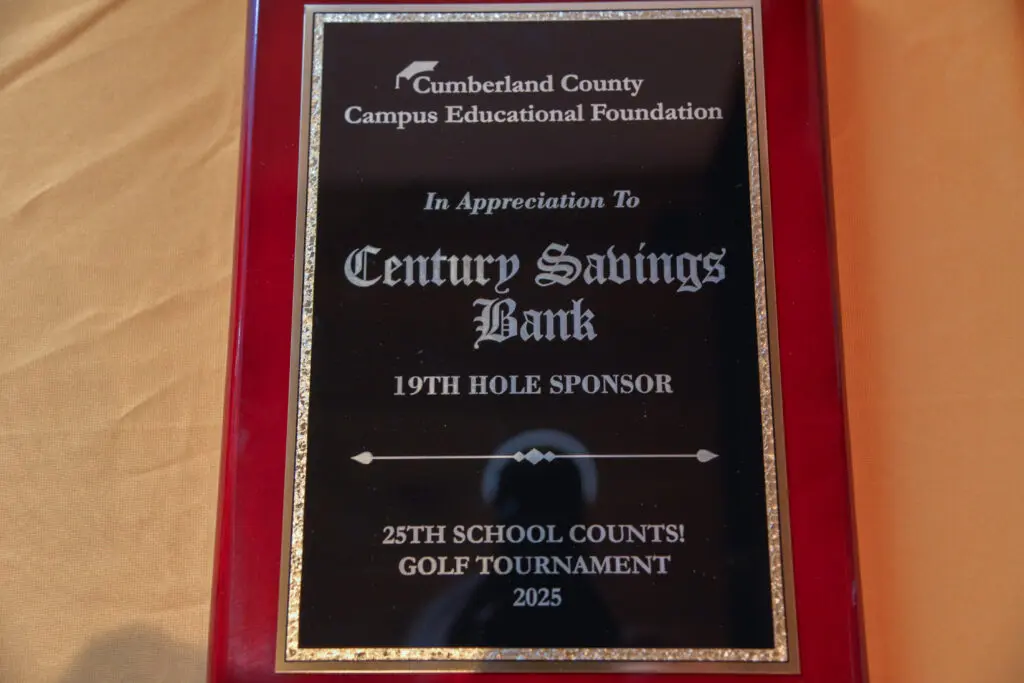 Cumberland County
Campus Educational Foundation
In Appreciation To
Century Savings
Bank
19TH HOLE SPONSOR
25TH SCHOOL COUNTS!
GOLF TOURNAMENT
2025